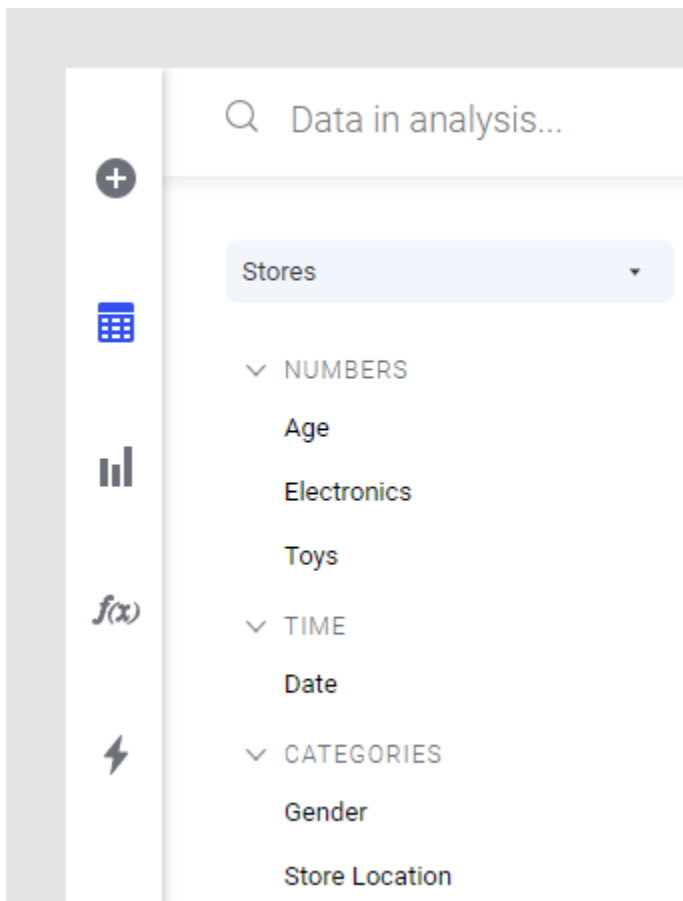 Data in analysis...
Stores
NUMBERS
Age
Electronics
Toys
f(x)
TIME
Date
CATEGORIES
Gender
Store Location